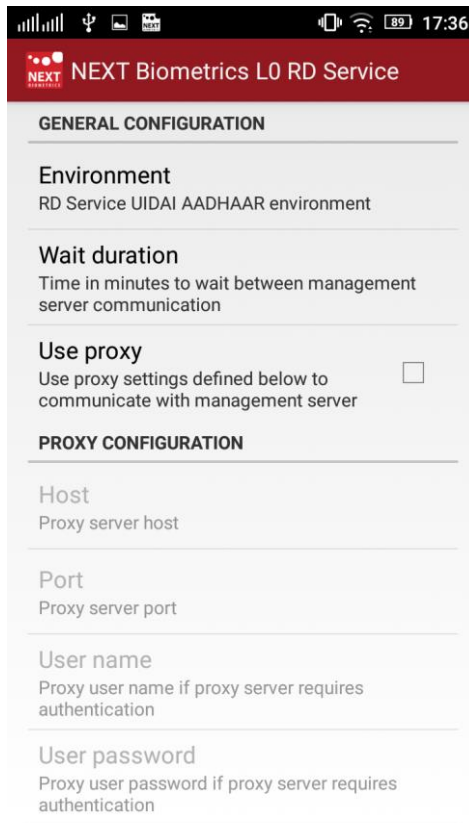 89 17:36
NEXT NEXT Biometrics L0 RD Service
GENERAL CONFIGURATION
Environment
RD Service UIDAI AADHAAR environment
Wait duration
Time in minutes to wait between management
server communication
Use proxy
Use proxy settings defined below to
communicate with management server
PROXY CONFIGURATION
Host
Proxy server host
Port
Proxy server port
User name
Proxy user name if proxy server requires
authentication
User password
Proxy user password if proxy server requires
authentication